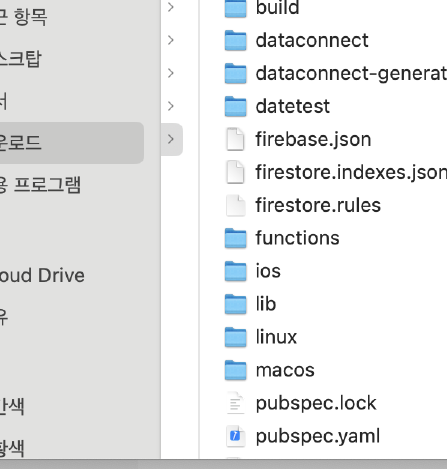 근 항목
스크탑
서
운로드
용 프로그램
oud Drive
유
간색
황색
build
dataconnect
dataconnect-generat
datetest
firebase.json
firestore.indexes.json
firestore.rules
functions
ios
lib
linux
macos
pubspec.lock
pubspec.yaml